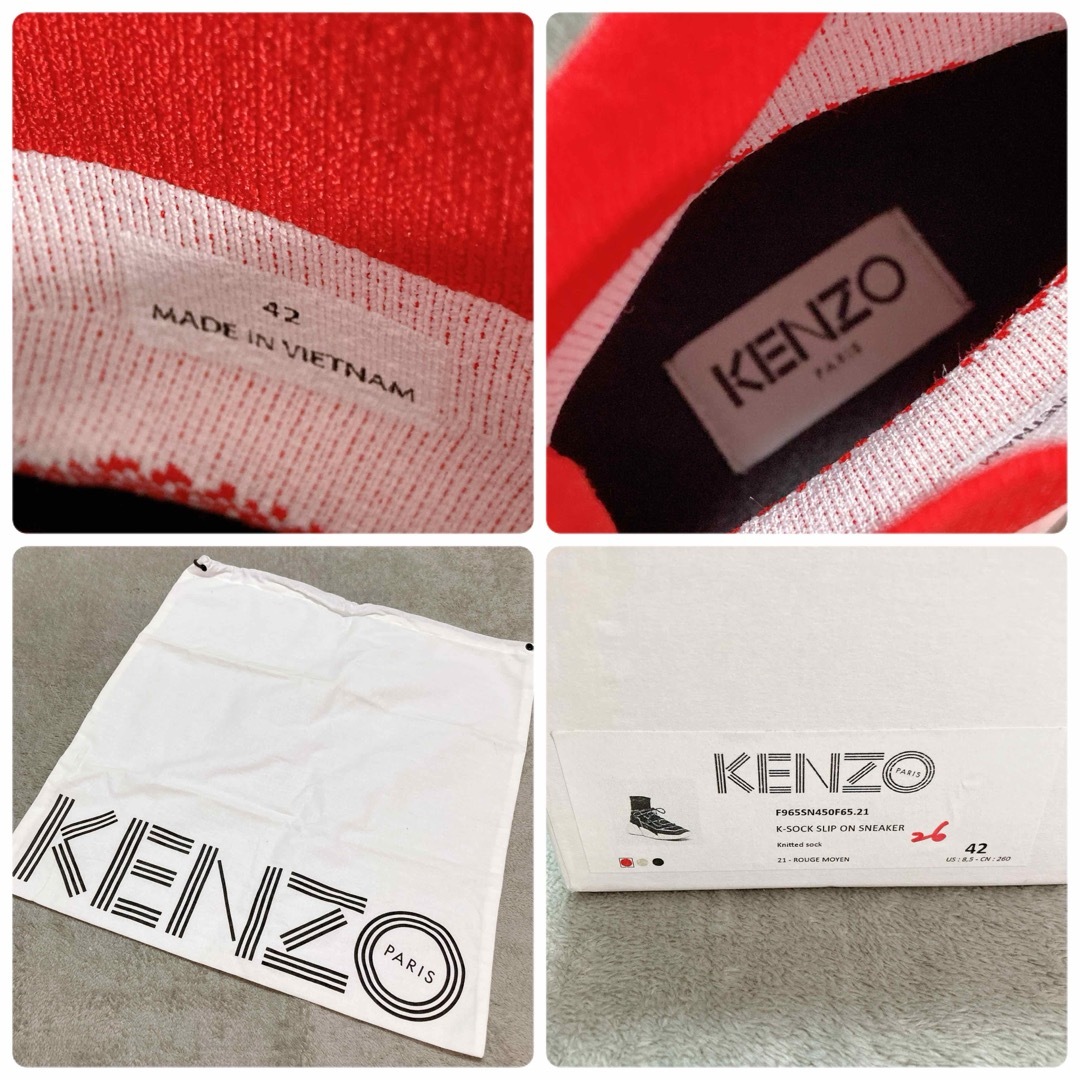 42
MADE IN VIETNAM
KENZO
PARIS
KENZO
PARIS
KENZO
PARIS
F965SN450F65.21
K-SOCK SLIP ON SNEAKER
26
Knitted sock
42
21 - ROUGE MOYEN
US : 8,5 - CN : 260